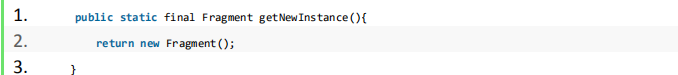 1. public static final Fragment getNewInstance(){
2. return new Fragment();
3. }